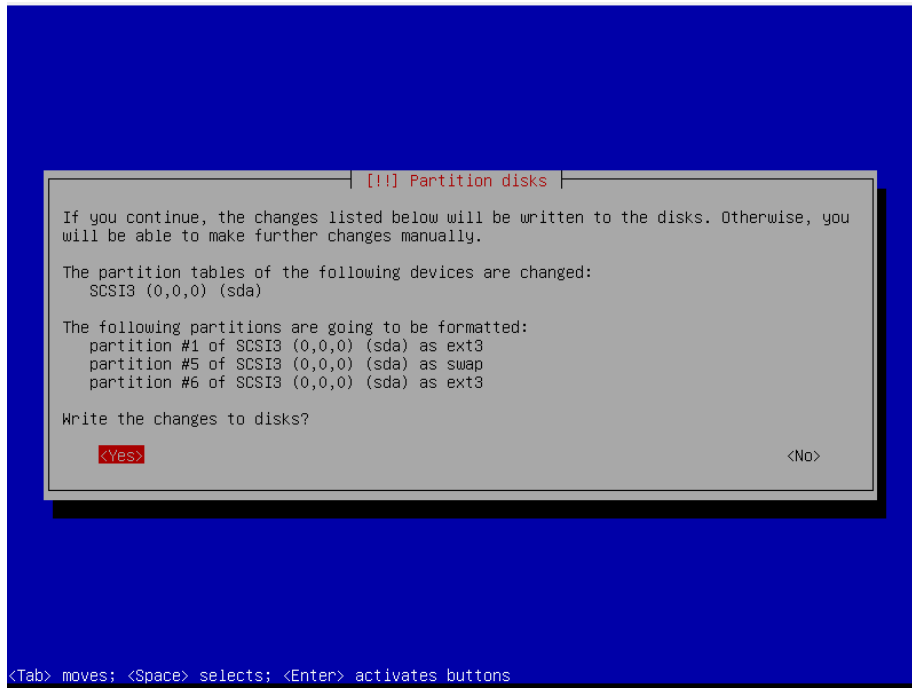 [!!] Partition disks
If you continue, the changes listed below will be written to the disks. Otherwise, you
will be able to make further changes manually.
The partition tables of the following devices are changed:
SCSI3 (0,0,0) (sda)
The following partitions are going to be formatted:
partition #1 of SCSI3 (0,0,0) (sda) as ext3
partition #5 of SCSI3 (0,0,0) (sda) as swap
partition #6 of SCSI3 (0,0,0) (sda) as ext3
Write the changes to disks?
<Yes> <No>
<Tab> moves; <Space> selects; <Enter> activates buttons